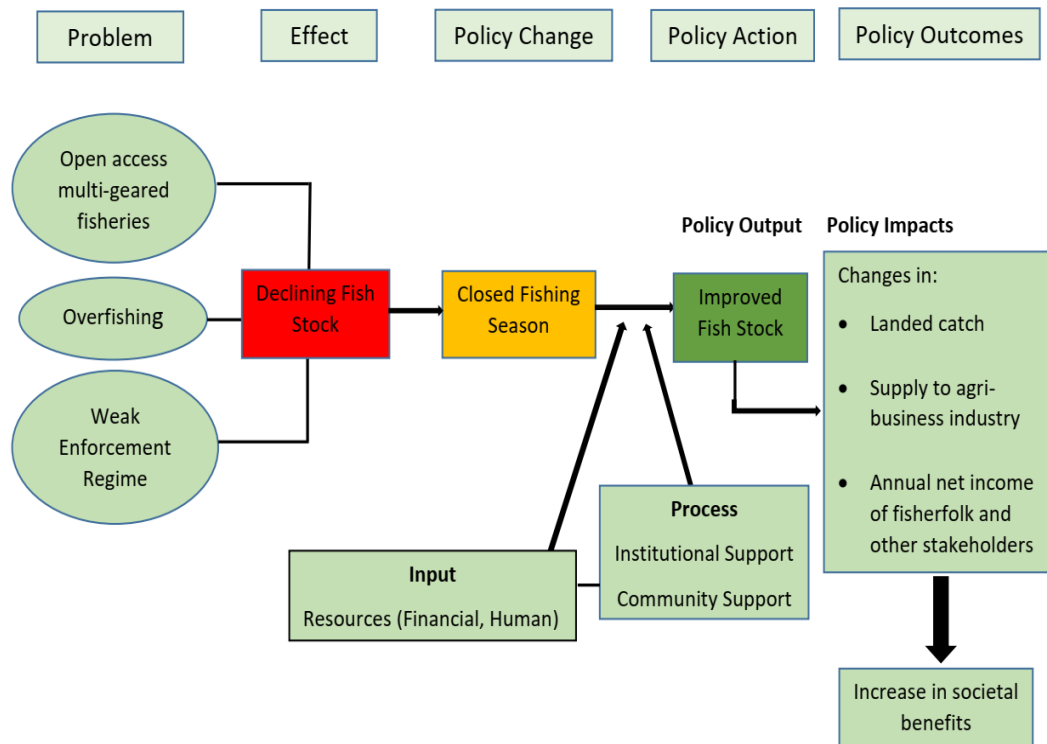 Problem
Effect
Policy Change
Policy Action
Policy Outcomes
Open access
multi-geared
fisheries
Overfishing
Weak
Enforcement
Regime
Declining Fish
Stock
Closed Fishing
Season
Policy Output
Improved
Fish Stock
Policy Impacts
Changes in:
• Landed catch
• Supply to agri-
business industry
• Annual net income
of fisherfolk and
other stakeholders
Process
Institutional Support
Community Support
Input
Resources (Financial, Human)
Increase in societal
benefits